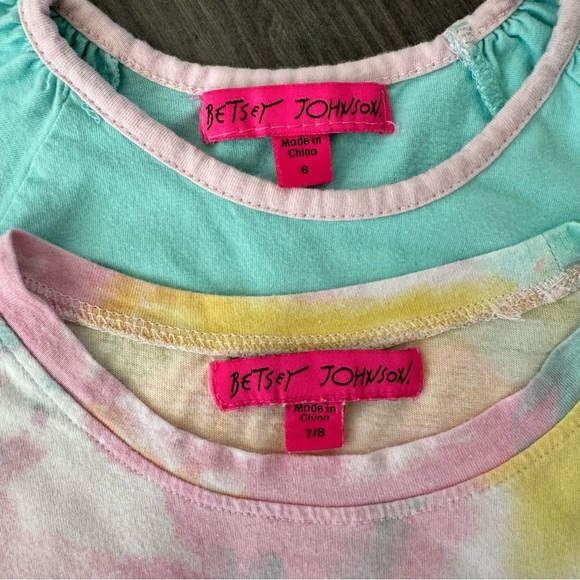 BETSEY JOHNSON.
Made in
China
6
BETSEY JOHNSON.
Made in
China
7/8